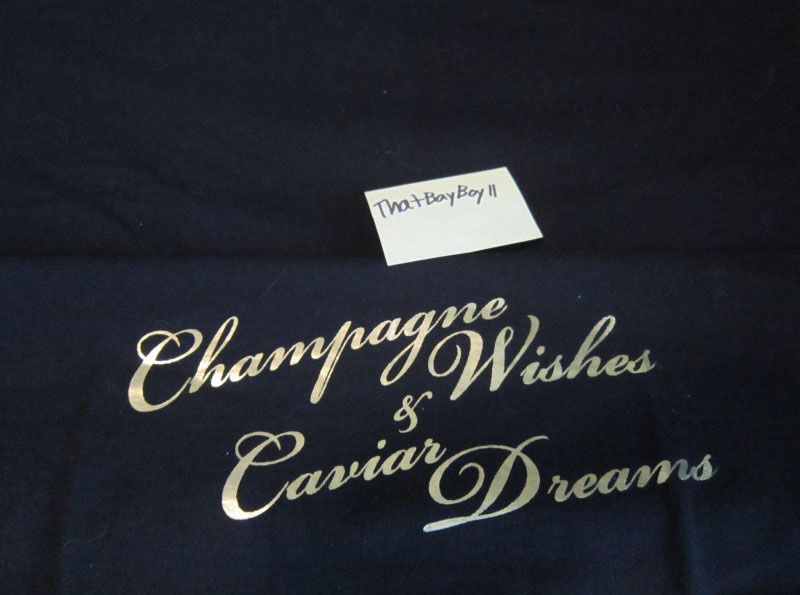 ThatBayBoy11
Champagne
Wishes
&
Caviar
Dreams